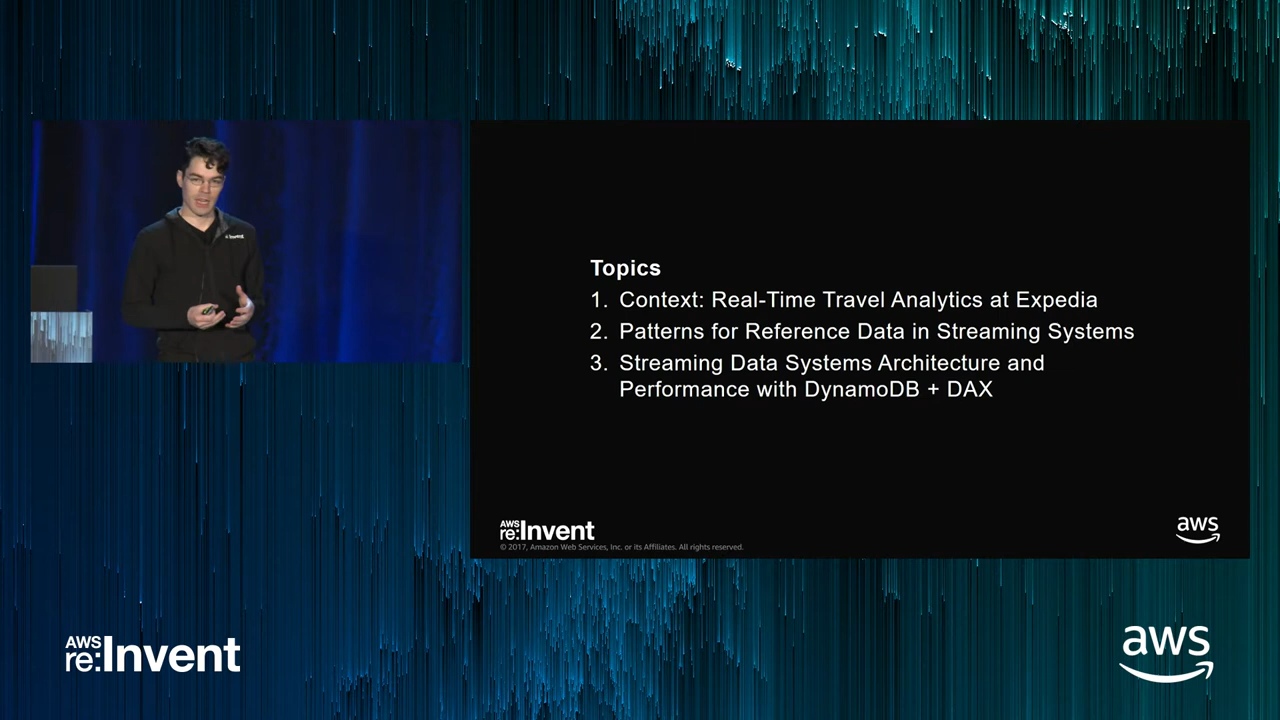 Topics
1. Context: Real-Time Travel Analytics at Expedia
2. Patterns for Reference Data in Streaming Systems
3. Streaming Data Systems Architecture and
Performance with DynamoDB + DAX
AWS
re:Invent
© 2017, Amazon Web Services, Inc. or its Affiliates. All rights reserved.
aws
AWS
re:Invent
aws